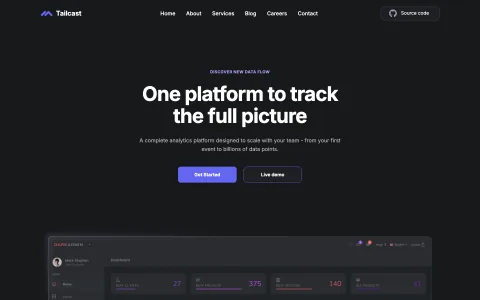 Tailcast
Home About Services Blog Careers Contact
Source code
DISCOVER NEW DATA FLOW
One platform to track
the full picture
A complete analytics platform designed to scale with your team - from your first
event to billions of data points.
Get Started Live demo
27 375 140